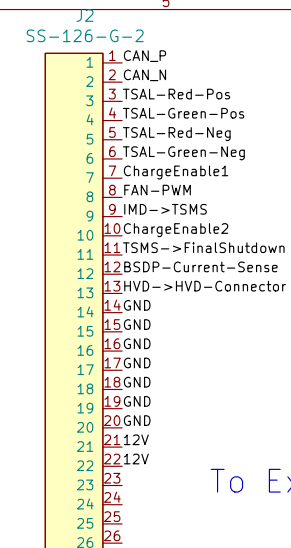 5
J2
SS-126-G-2
1 1 CAN_P
2 2 CAN_N
3 3 TSAL-Red-Pos
4 4 TSAL-Green-Pos
5 5 TSAL-Red-Neg
6 6 TSAL-Green-Neg
7 7 ChargeEnable1
8 8 FAN-PWM
9 9 IMD->TSMS
10 10 ChargeEnable2
11 11 TSMS->FinalShutdown
12 12 BSDP-Current-Sense
13 13 HVD->HVD-Connector
14 14 GND
15 15 GND
16 16 GND
17 17 GND
18 18 GND
19 19 GND
20 20 GND
21 21 12V
22 22 12V
23 23
24 24
25 25
26 26
To Ex